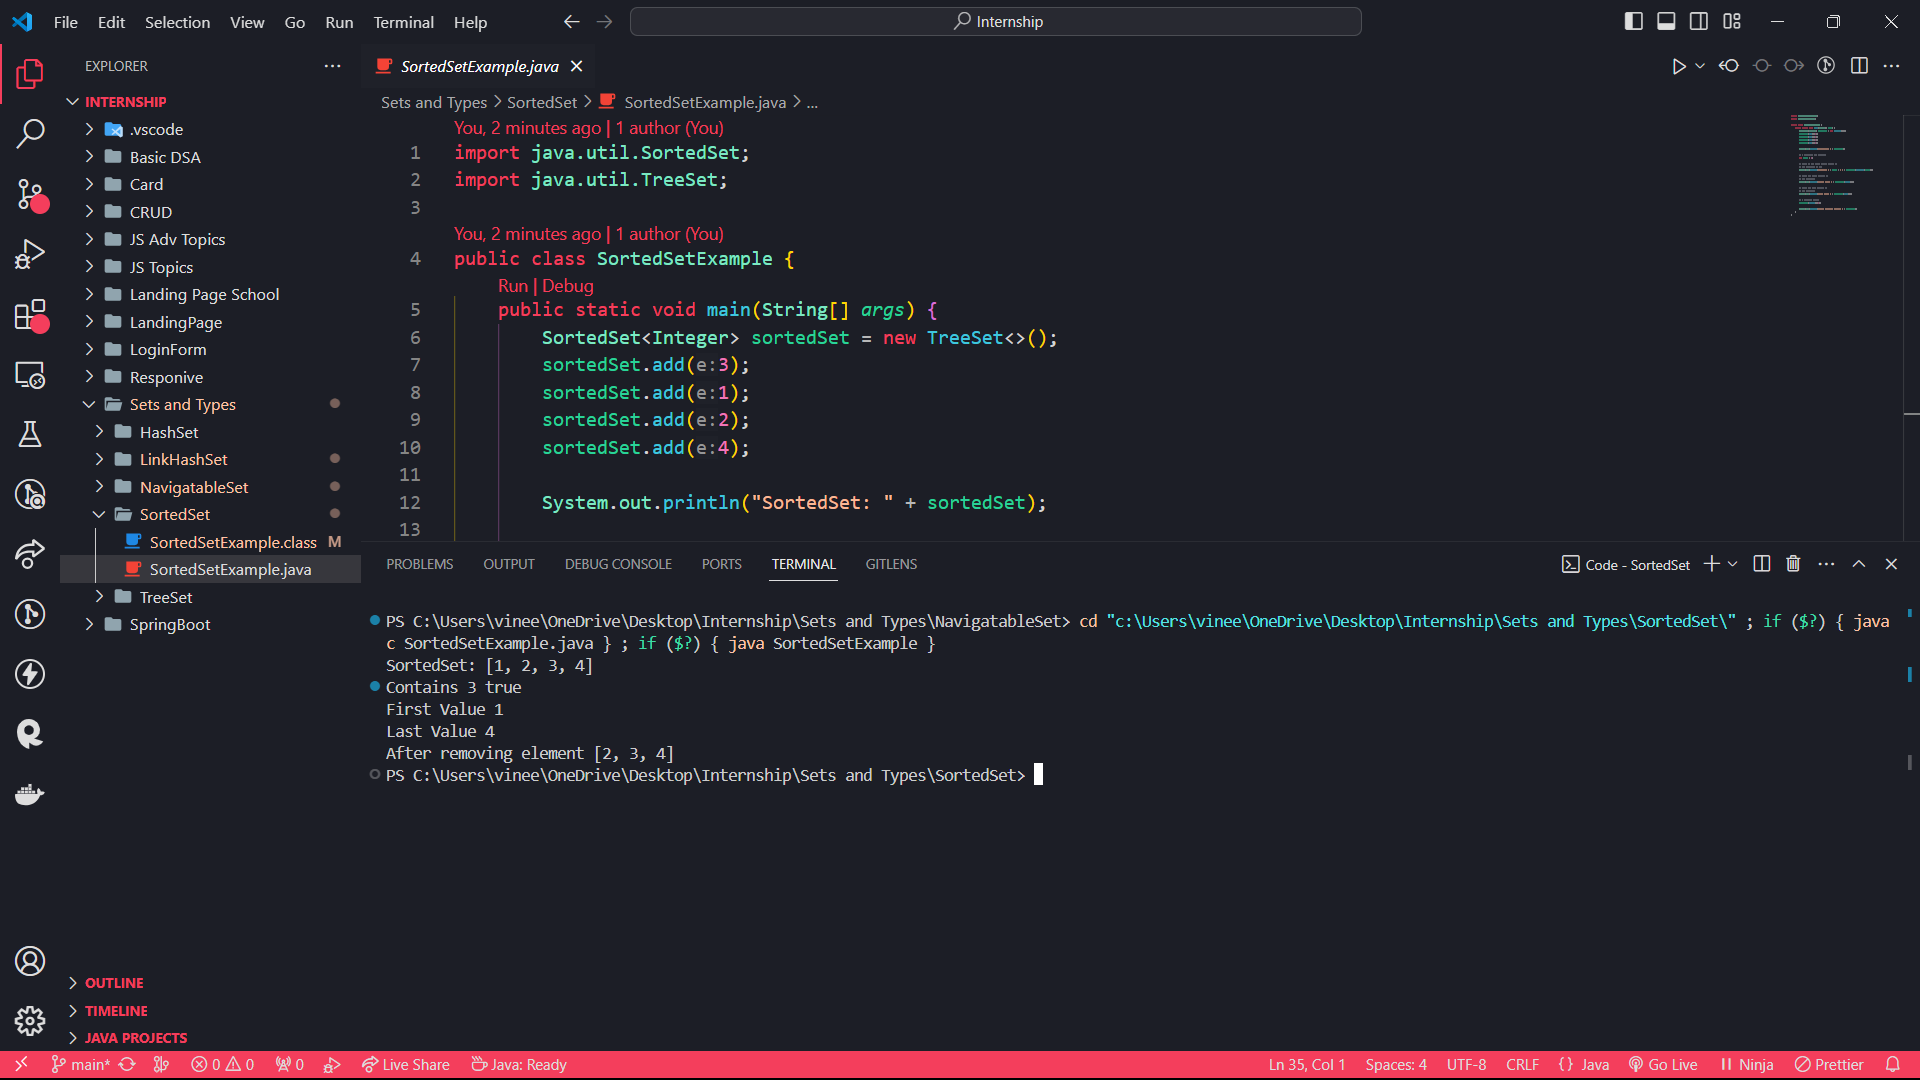 File Edit Selection View Go Run Terminal Help
Internship
EXPLORER
INTERNSHIP
.vscode
Basic DSA
Card
CRUD
JS Adv Topics
JS Topics
Landing Page School
LandingPage
LoginForm
Responive
Sets and Types
HashSet
LinkHashSet
NavigatableSet
SortedSet
SortedSetExample.class M
SortedSetExample.java
TreeSet
SpringBoot
OUTLINE
TIMELINE
JAVA PROJECTS
SortedSetExample.java
Sets and Types > SortedSet > SortedSetExample.java > ...
You, 2 minutes ago | 1 author (You)
1 import java.util.SortedSet;
2 import java.util.TreeSet;
3
You, 2 minutes ago | 1 author (You)
4 public class SortedSetExample {
Run | Debug
5 public static void main(String[] args) {
6 SortedSet<Integer> sortedSet = new TreeSet<>();
7 sortedSet.add(e:3);
8 sortedSet.add(e:1);
9 sortedSet.add(e:2);
10 sortedSet.add(e:4);
11
12 System.out.println("SortedSet: " + sortedSet);
13
PROBLEMS OUTPUT DEBUG CONSOLE PORTS TERMINAL GITLENS
Code - SortedSet
PS C:\Users\vinee\OneDrive\Desktop\Internship\Sets and Types\NavigatableSet> cd "c:\Users\vinee\OneDrive\Desktop\Internship\Sets and Types\SortedSet\" ; if ($?) { java
c SortedSetExample.java } ; if ($?) { java SortedSetExample }
SortedSet: [1, 2, 3, 4]
Contains 3 true
First Value 1
Last Value 4
After removing element [2, 3, 4]
PS C:\Users\vinee\OneDrive\Desktop\Internship\Sets and Types\SortedSet>
main* 0 0 0 Live Share Java: Ready Ln 35, Col 1 Spaces: 4 UTF-8 CRLF {} Java Go Live Ninja Prettier